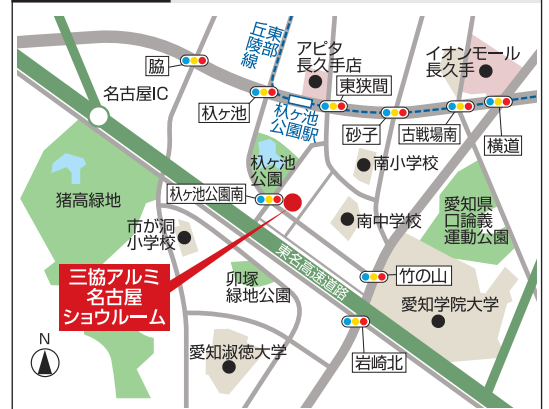 東部
丘陵線
アピタ
長久手店
イオンモール
長久手
脇
名古屋IC
杁ヶ池
東狭間
杁ヶ池
公園駅
砂子
古戦場南
横道
杁ヶ池
公園
南小学校
猪高緑地
杁ヶ池公園南
市が洞
小学校
南中学校
愛知県
口論義
運動公園
三協アルミ
名古屋
ショウルーム
東名高速道路
卯塚
緑地公園
竹の山
愛知学院大学
N
愛知淑徳大学
岩崎北